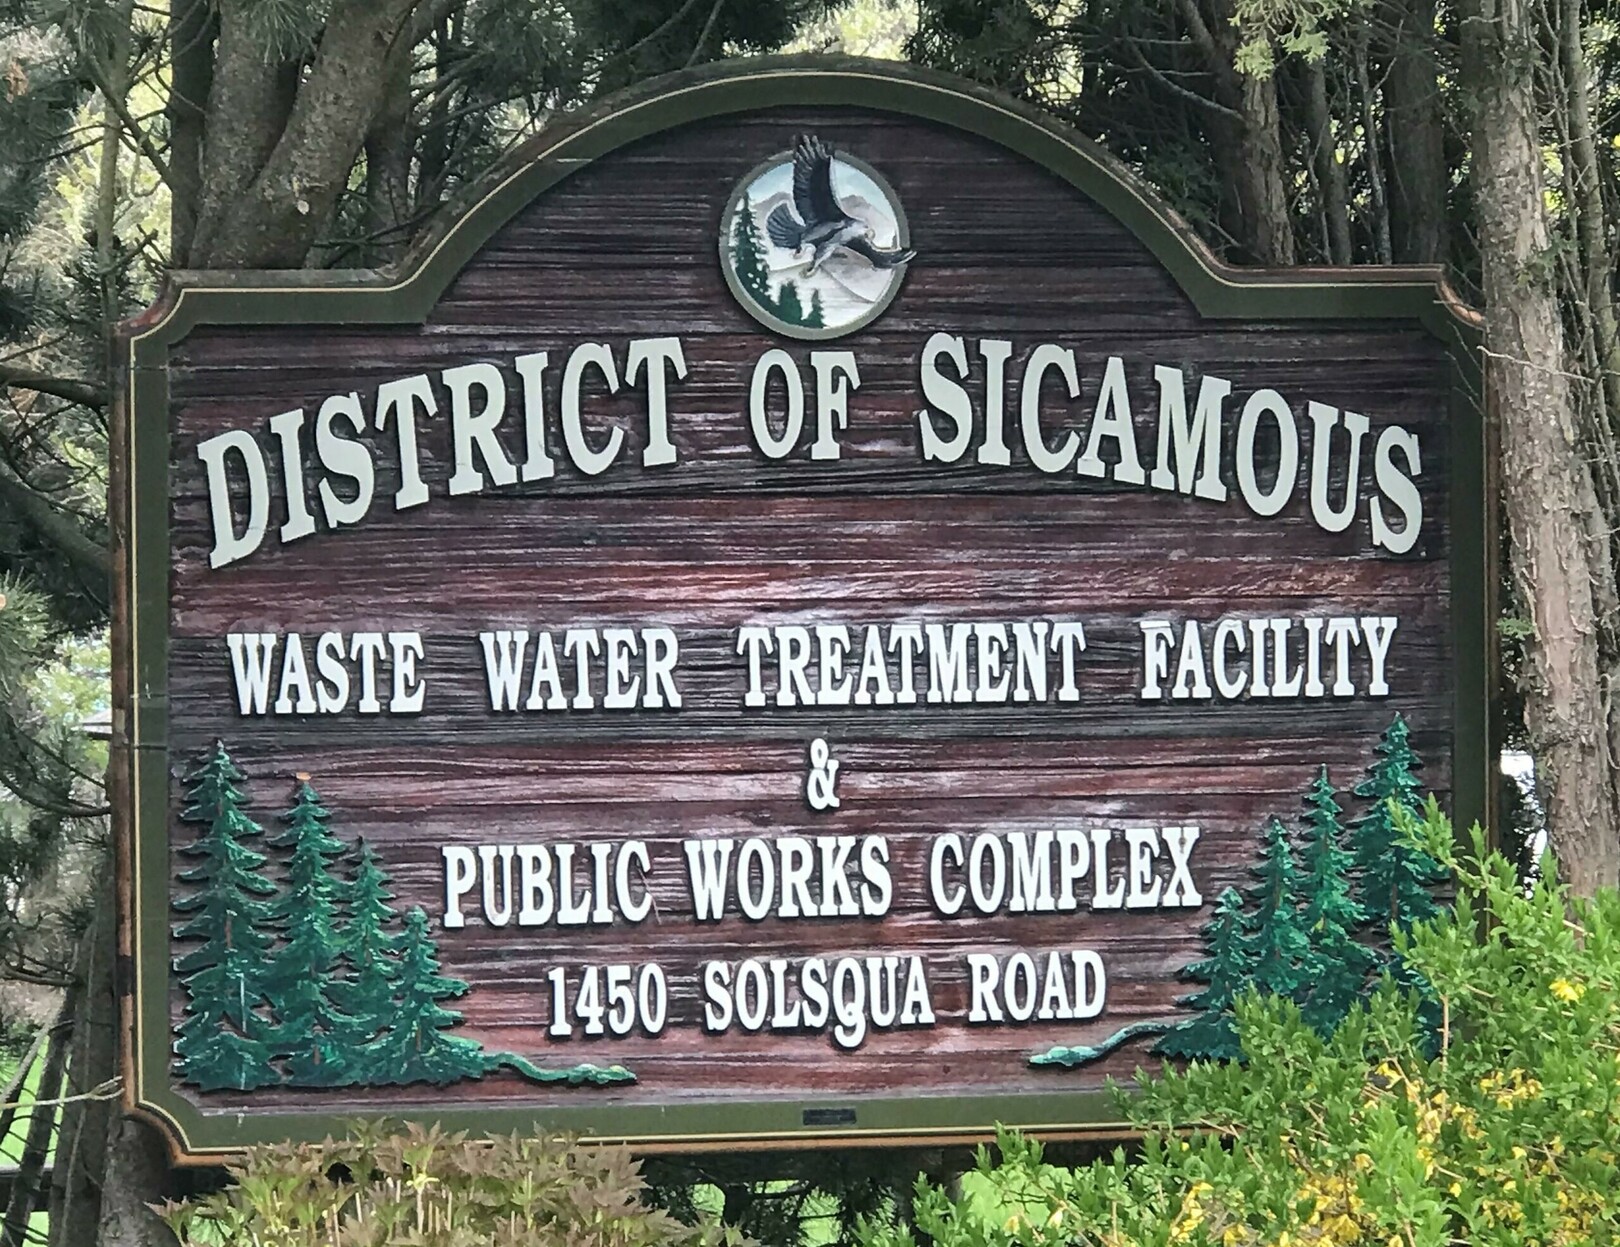 DISTRICT OF SICAMOUS
WASTE WATER TREATMENT FACILITY
&
PUBLIC WORKS COMPLEX
1450 SOLSQUA ROAD